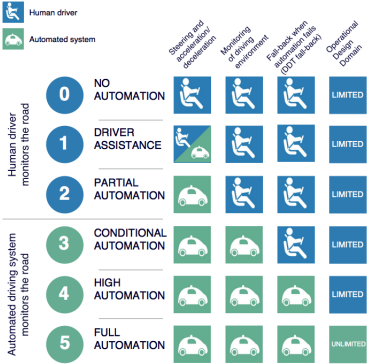 Human driver
Automated system
Steering and
acceleration/
deceleration
Monitoring
of driving
environment
Fall-back when
automation fails
(DDT fall-back)
Operational
Design
Domain
Human driver
monitors the road
0
NO
AUTOMATION
LIMITED
1
DRIVER
ASSISTANCE
LIMITED
2
PARTIAL
AUTOMATION
LIMITED
Automated driving system
monitors the road
3
CONDITIONAL
AUTOMATION
LIMITED
4
HIGH
AUTOMATION
LIMITED
5
FULL
AUTOMATION
UNLIMITED